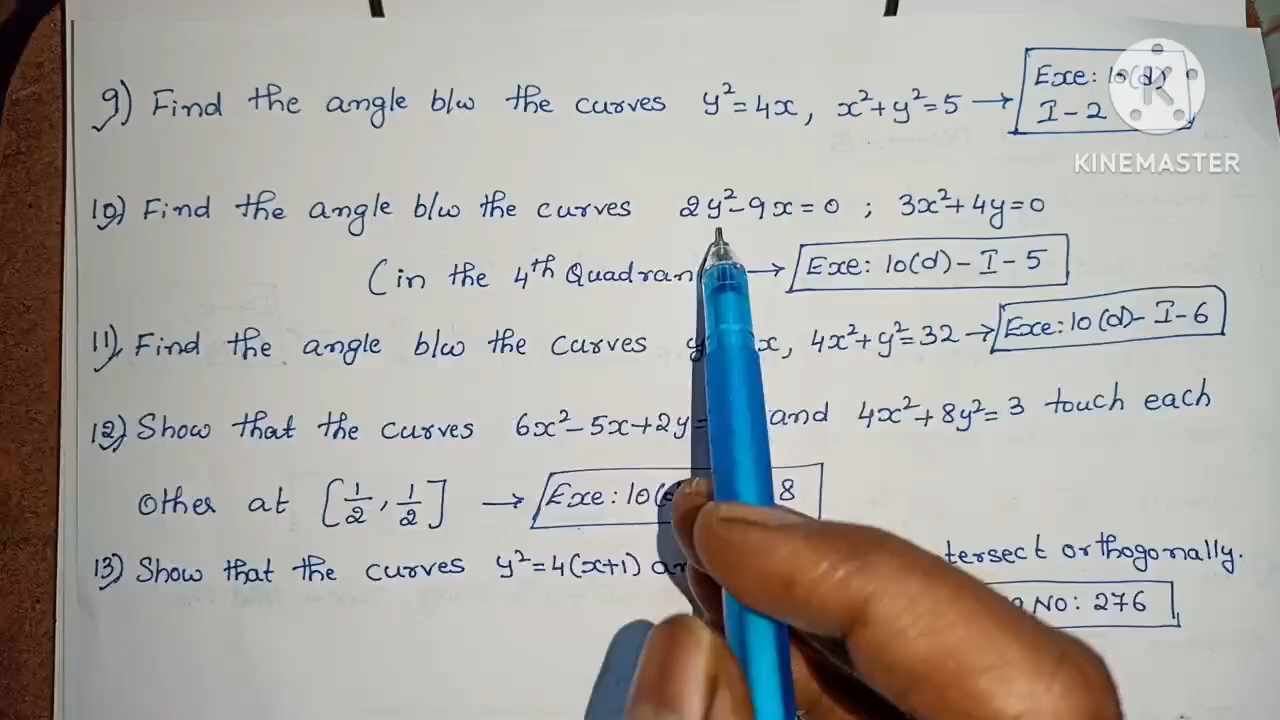 9) Find the angle b/w the curves y²=4x, x²+y²=5 → Exe: 10(d)
I-2
KINEMASTER
10) Find the angle b/w the curves 2y²-9x=0 ; 3x²+4y=0
(in the 4th Quadran → Exe: 10(d)-I-5
11) Find the angle b/w the curves x, 4x²+y²=32 → Exe: 10(d)-I-6
12) Show that the curves 6x²-5x+2y= and 4x²+8y²=3 touch each
Other at [1/2, 1/2] → Exe: 10( 8
13) Show that the curves y²=4(x+1) tersect orthogonally.
No: 276